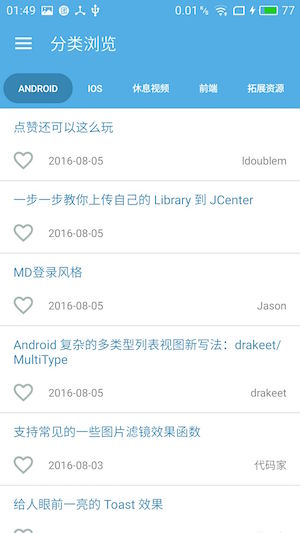 01:49
0.01%
77
分类浏览
ANDROID
IOS
休息视频
前端
拓展资源
点赞还可以这么玩
2016-08-05
ldoublem
一步一步教你上传自己的 Library 到 JCenter
2016-08-05
MD登录风格
2016-08-05
Jason
Android 复杂的多类型列表视图新写法：drakeet/
MultiType
2016-08-05
drakeet
支持常见的一些图片滤镜效果函数
2016-08-03
代码家
给人眼前一亮的 Toast 效果